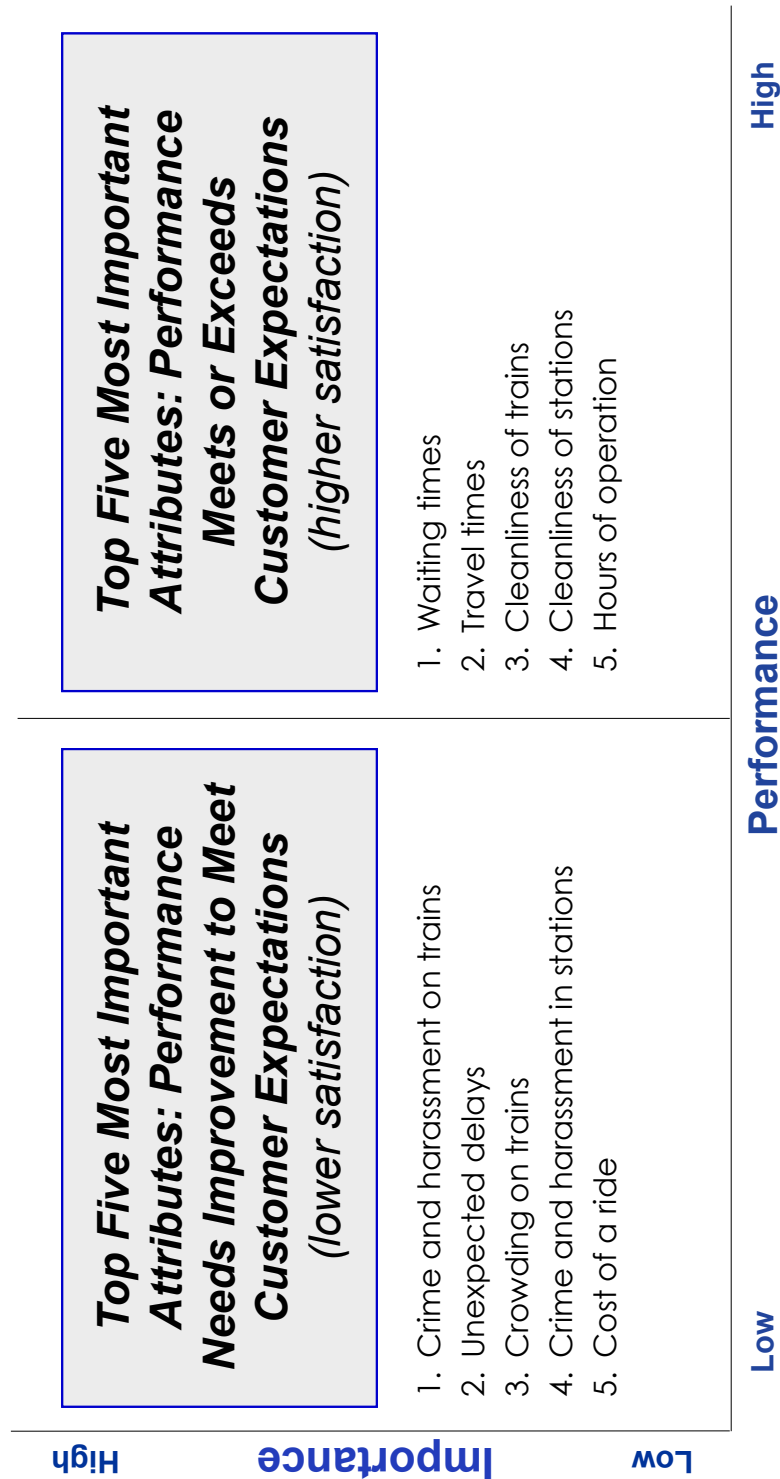 High
Importance
Low
Top Five Most Important
Attributes: Performance
Needs Improvement to Meet
Customer Expectations
(lower satisfaction)
1. Crime and harassment on trains
2. Unexpected delays
3. Crowding on trains
4. Crime and harassment in stations
5. Cost of a ride
Top Five Most Important
Attributes: Performance
Meets or Exceeds
Customer Expectations
(higher satisfaction)
1. Waiting times
2. Travel times
3. Cleanliness of trains
4. Cleanliness of stations
5. Hours of operation
Low
Performance
High